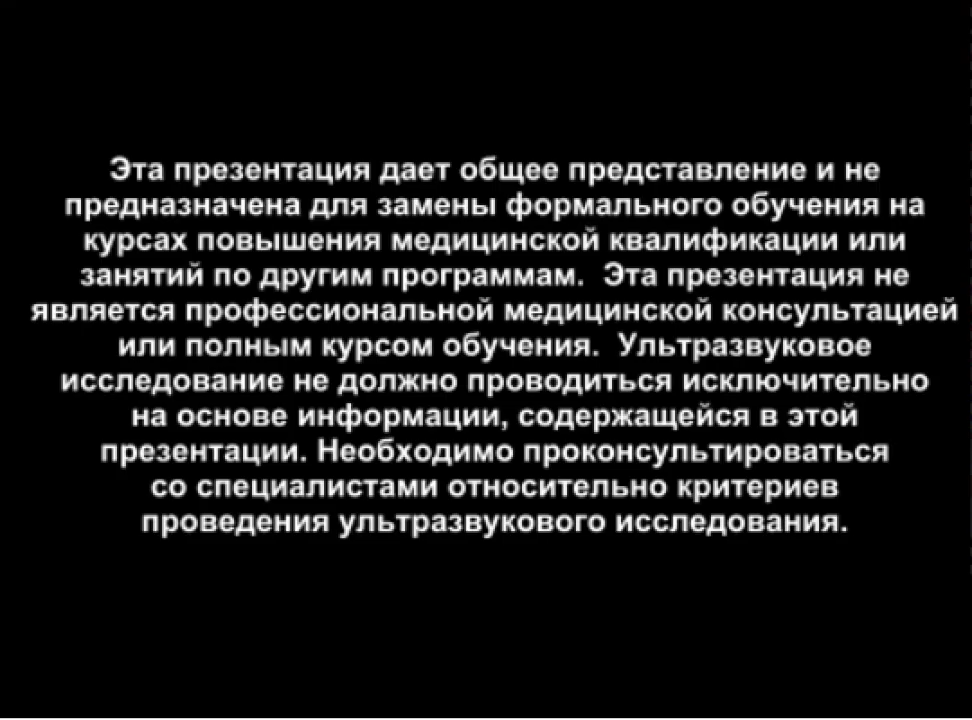 Эта презентация дает общее представление и не
предназначена для замены формального обучения на
курсах повышения медицинской квалификации или
занятий по другим программам.  Эта презентация не
является профессиональной медицинской консультацией
или полным курсом обучения.  Ультразвуковое
исследование не должно проводиться исключительно
на основе информации, содержащейся в этой
презентации. Необходимо проконсультироваться
со специалистами относительно критериев
проведения ультразвукового исследования.